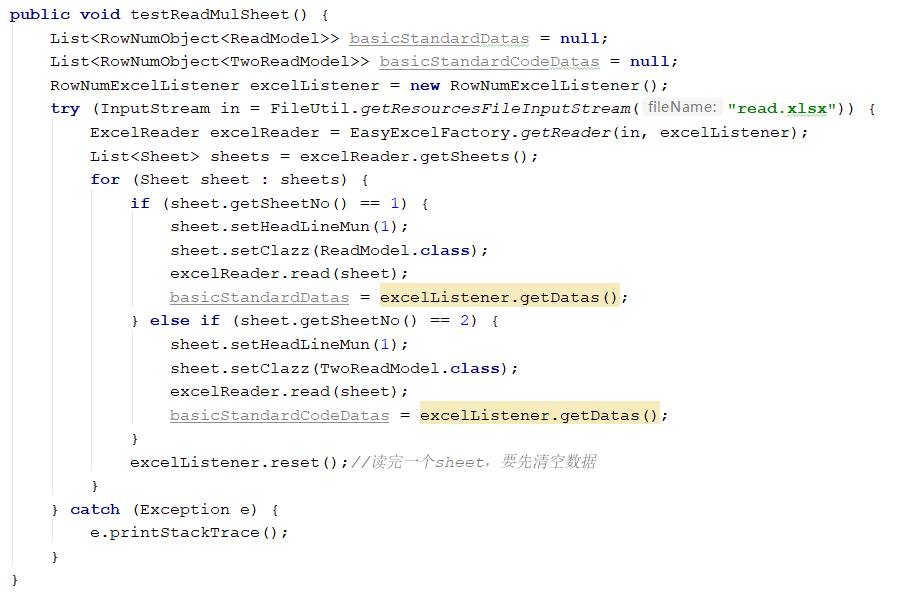 public void testReadMulSheet() {
    List<RowNumObject<ReadModel>> basicStandardDatas = null;
    List<RowNumObject<TwoReadModel>> basicStandardCodeDatas = null;
    RowNumExcelListener excelListener = new RowNumExcelListener();
    try (InputStream in = FileUtil.getResourcesFileInputStream( fileName: "read.xlsx")) {
        ExcelReader excelReader = EasyExcelFactory.getReader(in, excelListener);
        List<Sheet> sheets = excelReader.getSheets();
        for (Sheet sheet : sheets) {
            if (sheet.getSheetNo() == 1) {
                sheet.setHeadLineMun(1);
                sheet.setClazz(ReadModel.class);
                excelReader.read(sheet);
                basicStandardDatas = excelListener.getDatas();
            } else if (sheet.getSheetNo() == 2) {
                sheet.setHeadLineMun(1);
                sheet.setClazz(TwoReadModel.class);
                excelReader.read(sheet);
                basicStandardCodeDatas = excelListener.getDatas();
            }
            excelListener.reset();//读完一个sheet，要先清空数据
        }
    } catch (Exception e) {
        e.printStackTrace();
    }
}